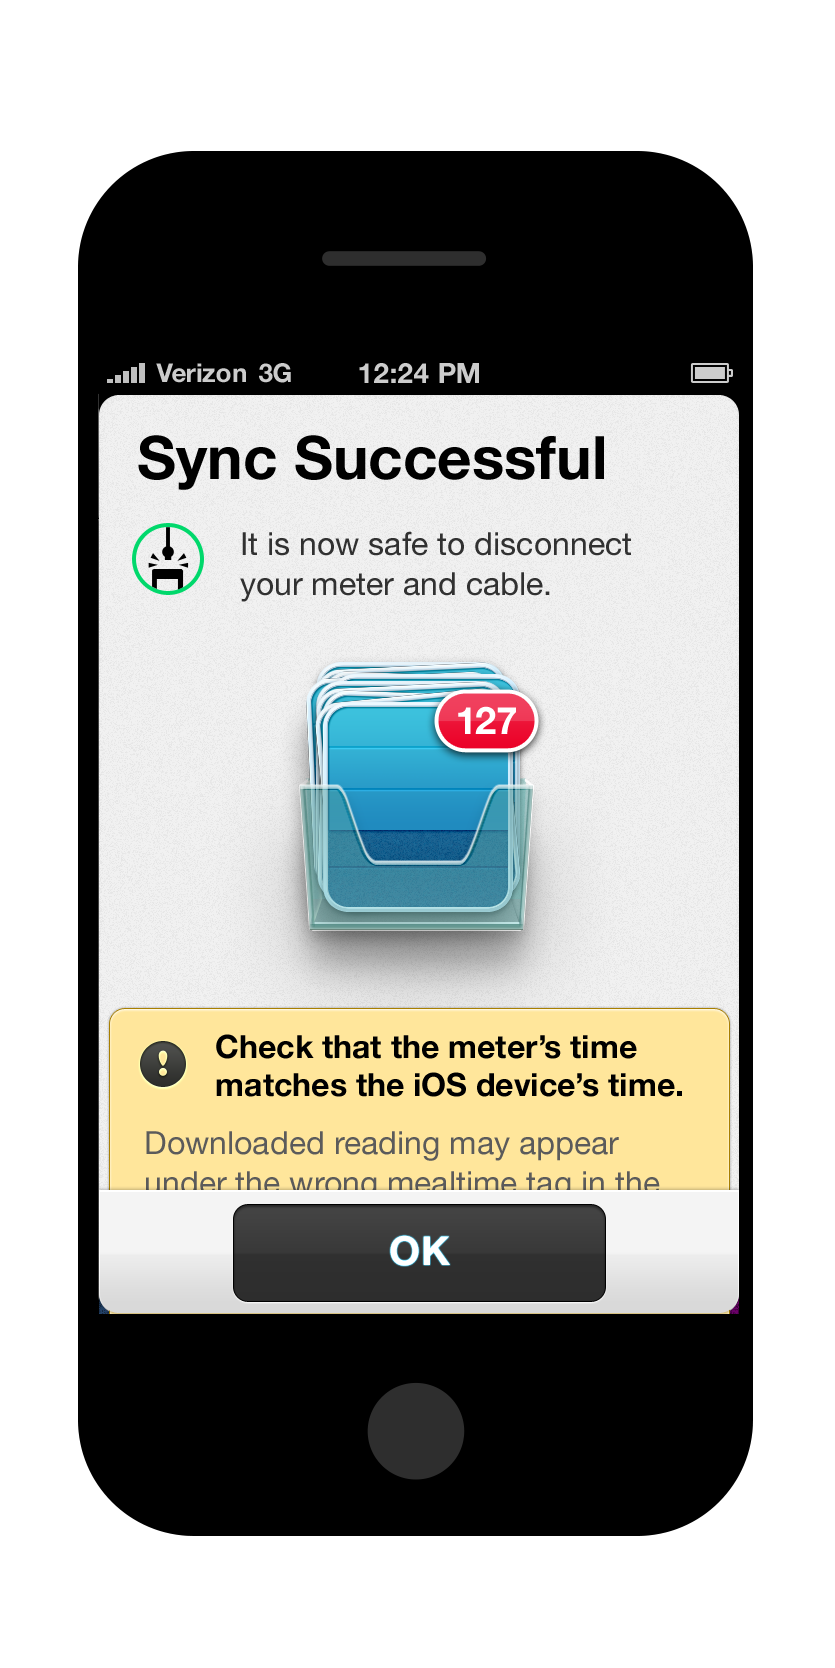 Verizon 3G 12:24 PM
Sync Successful
It is now safe to disconnect
your meter and cable.
127
Check that the meter’s time
matches the iOS device’s time.
Downloaded reading may appear
under the wrong mealtime tag in the
OK